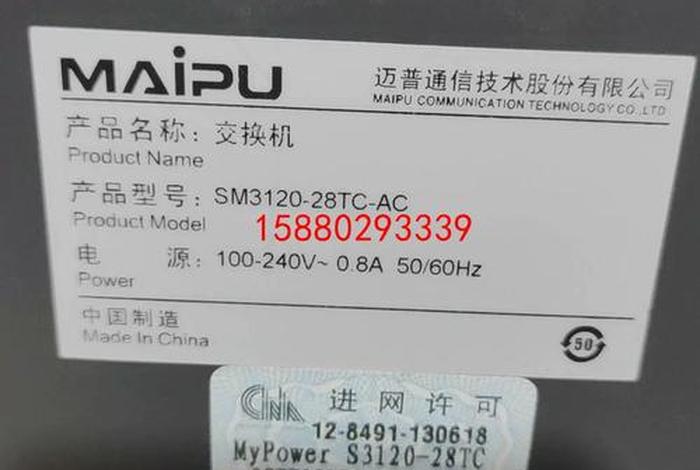 MAiPU 迈普通信技术股份有限公司
MAIPU COMMUNICATION TECHNOLOGY CO.,LTD
产品名称：交换机
Product Name
产品型号：SM3120-28TC-AC
Product Model
15880293339
电 源：100-240V~ 0.8A 50/60Hz
Power
中国制造
Made In China
50
CNA 进网许可
12-8491-130618
MyPower S3120-28TC